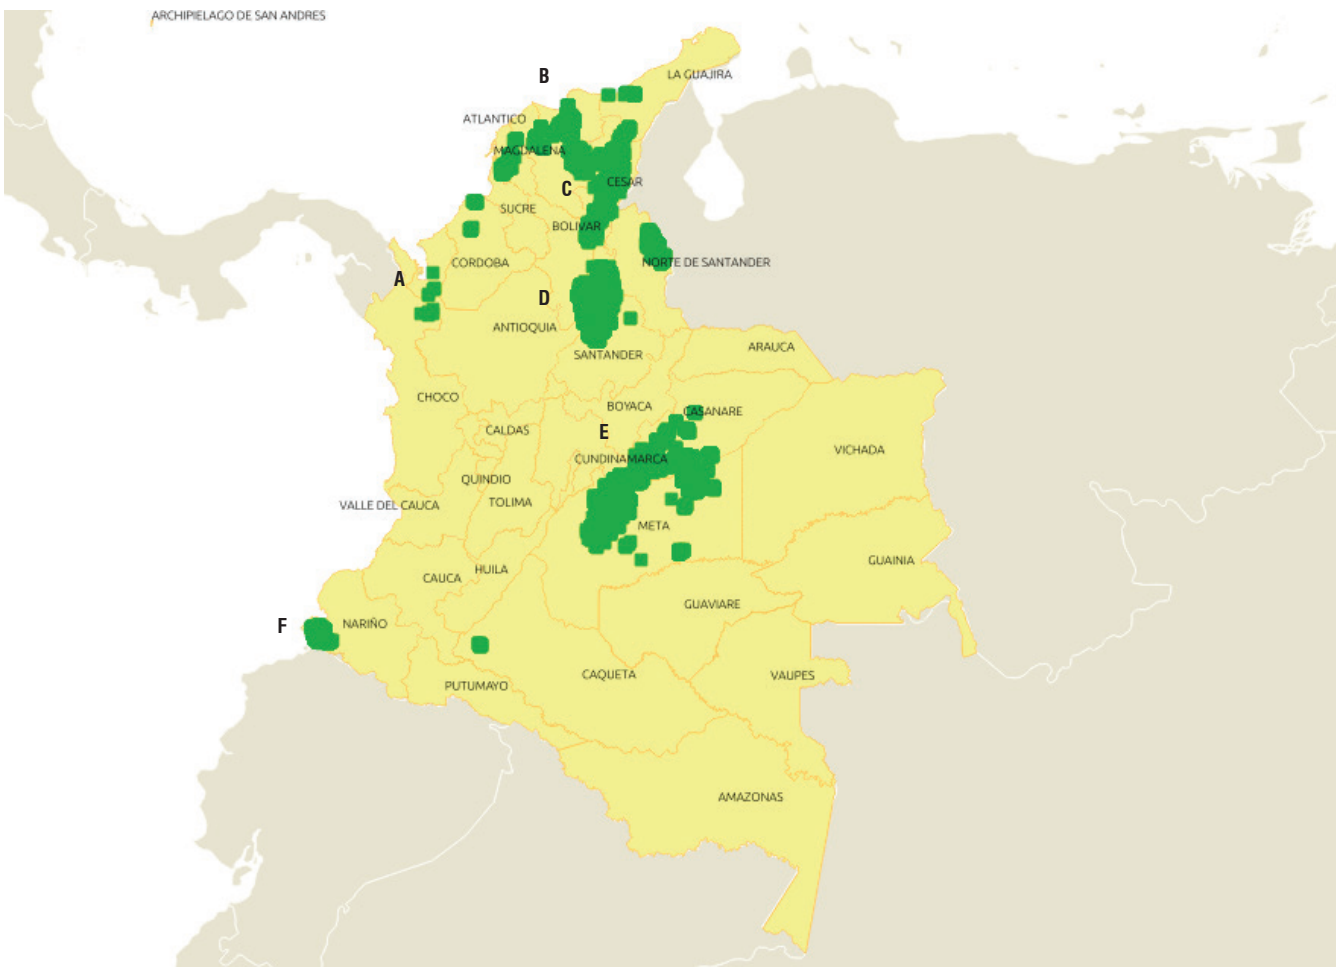 ARCHIPIELAGO DE SAN ANDRES
B
LA GUAJIRA
ATLANTICO
MAGDALENA
CESAR
C
SUCRE
BOLIVAR
CORDOBA
NORTE DE SANTANDER
A
D
ANTIOQUIA
SANTANDER
ARAUCA
CHOCO
BOYACA
CASANARE
CALDAS
E
VICHADA
CUNDINAMARCA
QUINDIO
VALLE DEL CAUCA
TOLIMA
META
GUAINIA
HUILA
CAUCA
GUAVIARE
F
NARIÑO
CAQUETA
VAUPES
PUTUMAYO
AMAZONAS